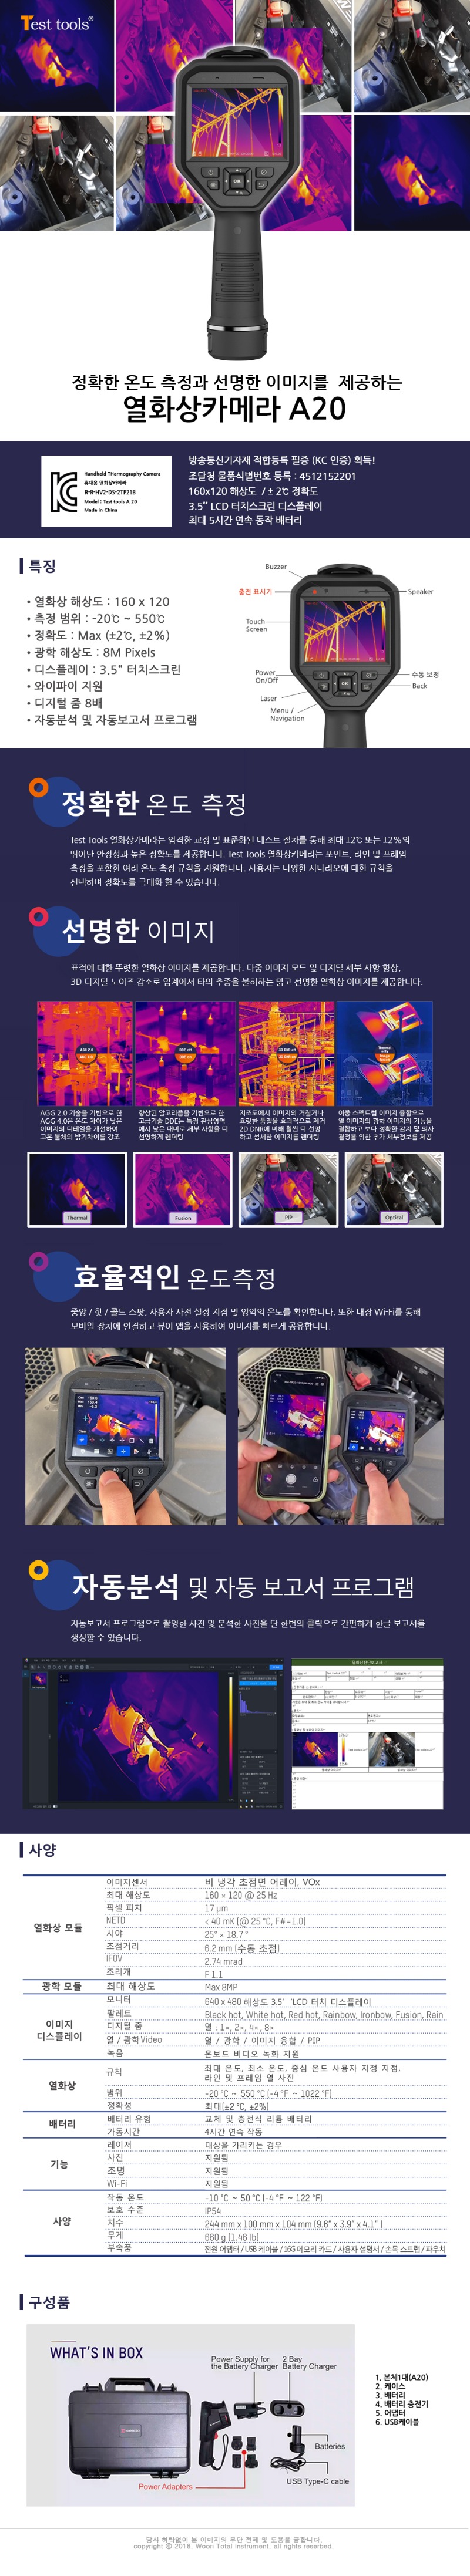 Test tools®
정확한 온도 측정과 선명한 이미지를 제공하는
열화상카메라 A20
Handheld THermography Camera
휴대용 열화상카메라
R-R-HV2-DS-2TP21B
Model : Test tools A 20
Made in China
방송통신기자재 적합등록 필증 (KC 인증) 획득!
조달청 물품식별번호 등록 : 4512152201
160x120 해상도 / ± 2℃ 정확도
3.5" LCD 터치스크린 디스플레이
최대 5시간 연속 동작 배터리
특징
• 열화상 해상도 : 160 x 120
• 측정 범위 : -20℃ ~ 550℃
• 정확도 : Max (±2℃, ±2%)
• 광학 해상도 : 8M Pixels
• 디스플레이 : 3.5" 터치스크린
• 와이파이 지원
• 디지털 줌 8배
• 자동분석 및 자동보고서 프로그램
Buzzer
충전 표시기
Speaker
Touch
Screen
Power
On/Off
수동 보정
Back
Laser
Menu /
Navigation
정확한 온도 측정
Test Tools 열화상카메라는 엄격한 교정 및 표준화된 테스트 절차를 통해 최대 ±2℃ 또는 ±2%의
뛰어난 안정성과 높은 정확도를 제공합니다. Test Tools 열화상카메라는 포인트, 라인 및 프레임
측정을 포함한 여러 온도 측정 규칙을 지원합니다. 사용자는 다양한 시나리오에 대한 규칙을
선택하며 정확도를 극대화 할 수 있습니다.
선명한 이미지
표적에 대한 뚜렷한 열화상 이미지를 제공합니다. 다중 이미지 모드 및 디지털 세부 사항 향상,
3D 디지털 노이즈 감소로 업계에서 타의 추종을 불허하는 맑고 선명한 열화상 이미지를 제공합니다.
AGG 2.0 기술을 기반으로 한
AGG 4.0은 온도 차이가 낮은
이미지의 디테일을 개선하여
고온 물체의 밝기차이를 감소
향상된 알고리즘을 기반으로 한
고급기술 DDE는 특정 관심영역
에서 낮은 대비로 세부 사항을 더
선명하게 렌더링
저조도에서 이미지의 거칠거나
흐릿한 품질을 효과적으로 제거
2D DNR에 비해 훨씬 더 선명
하고 섬세한 이미지를 렌더링
이중 스펙트럼 이미지 융합으로
열 이미지와 광학 이미지의 기능을
결합하고 보다 정확한 감지 및 의사
결정을 위한 추가 세부정보를 제공
Thermal
Fusion
PIP
Optical
효율적인 온도측정
중앙 / 핫 / 콜드 스팟, 사용자 사전 설정 지점 및 영역의 온도를 확인합니다. 또한 내장 Wi-Fi를 통해
모바일 장치에 연결하고 뷰어 앱을 사용하여 이미지를 빠르게 공유합니다.
자동분석 및 자동 보고서 프로그램
자동보고서 프로그램으로 촬영한 사진 및 분석한 사진을 단 한번의 클릭으로 간편하게 한글 보고서를
생성할 수 있습니다.
사양
열화상 모듈
이미지센서 비 냉각 초점면 어레이, VOx
최대 해상도 160 × 120 @ 25 Hz
픽셀 피치 17 μm
NETD < 40 mK (@ 25 °C, F#=1.0)
시야 25° × 18.7 °
초점거리 6.2 mm (수동 초점)
IFOV 2.74 mrad
조리개 F 1.1
광학 모듈 최대 해상도 Max 8MP
이미지
디스플레이
모니터 640 x 480 해상도 3.5' 'LCD 터치 디스플레이
팔레트 Black hot, White hot, Red hot, Rainbow, Ironbow, Fusion, Rain
디지털 줌 열 : 1×, 2×, 4×, 8×
열 / 광학 Video 열 / 광학 / 이미지 융합 / PIP
녹음 온보드 비디오 녹화 지원
열화상
규칙 최대 온도, 최소 온도, 중심 온도 사용자 지정 지점,
라인 및 프레임 열 사진
범위 -20 °C ~ 550 °C (-4 °F ~ 1022 °F)
정확성 최대(±2 °C, ±2%)
배터리
배터리 유형 교체 및 충전식 리튬 배터리
가동시간 4시간 연속 작동
기능
레이저 대상을 가리키는 경우
사진 지원됨
조명 지원됨
Wi-Fi 지원됨
사양
작동 온도 -10 °C ~ 50 °C (-4 °F ~ 122 °F)
보호 수준 IP54
치수 244 mm x 100 mm x 104 mm (9.6" x 3.9" x 4.1" )
무게 660 g (1.46 lb)
부속품 전원 어댑터 / USB 케이블 / 16G 메모리 카드 / 사용자 설명서 / 손목 스트랩 / 파우치
구성품
WHAT'S IN BOX
Power Supply for
the Battery Charger
2 Bay
Battery Charger
Batteries
USB Type-C cable
Power Adapters
1. 본체1대(A20)
2. 케이스
3. 배터리
4. 배터리 충전기
5. 어댑터
6. USB케이블
당사 허락없이 본 이미지의 무단 전제 및 도용을 금합니다.
copyright ⓒ 2018. Woori Total Instrument. all rights reserbed.